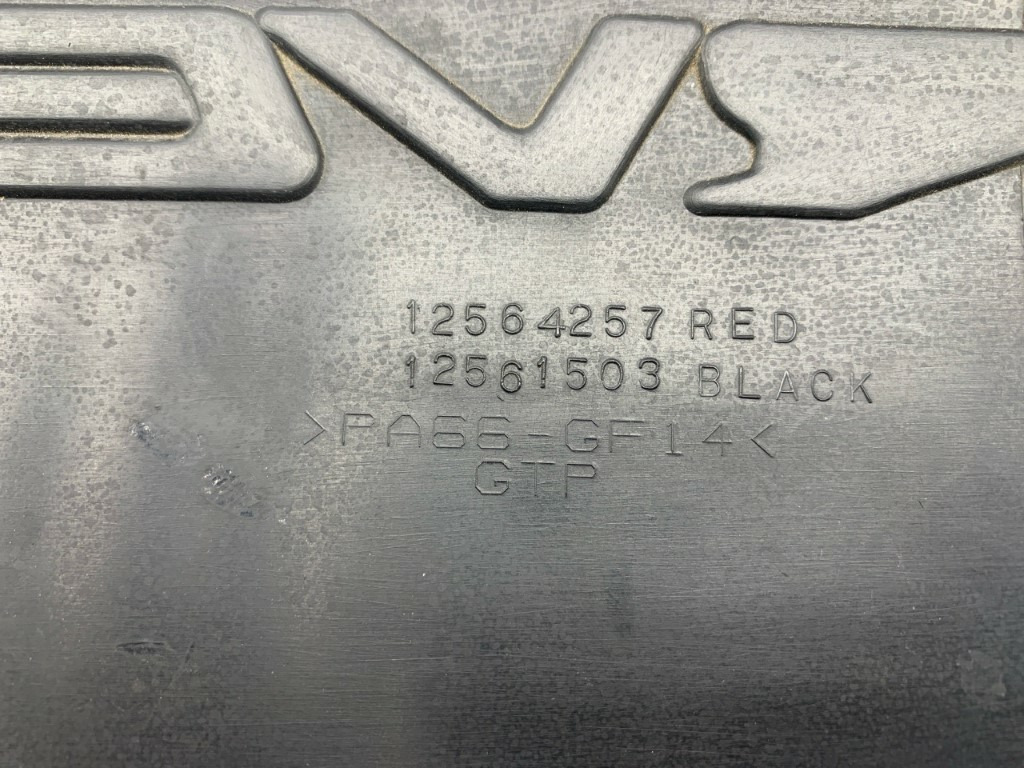 12564257 RED
12561503 BLACK
>PA66-GF14<
GTP